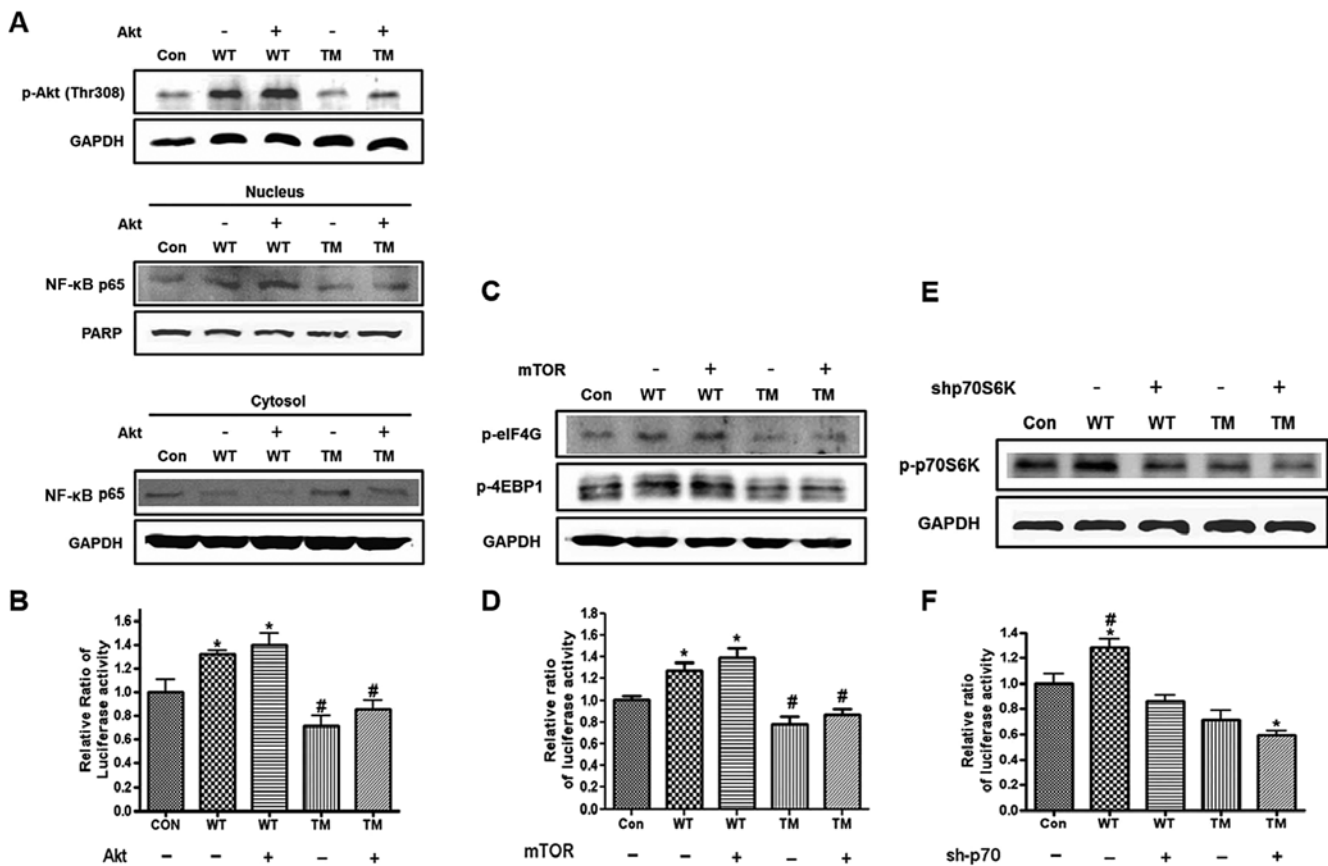 A
Akt - + - +
Con WT WT TM TM
p-Akt (Thr308)
GAPDH
Nucleus
Akt - + - +
Con WT WT TM TM
NF-κB p65
PARP
Cytosol
Akt - + - +
Con WT WT TM TM
NF-κB p65
GAPDH
B
Relative Ratio of
Luciferase activity
1.6
1.4
1.2
1.0
0.8
0.6
0.4
0.2
0.0
* * # #
CON WT WT TM TM
Akt – – + – +
C
mTOR - + - +
Con WT WT TM TM
p-eIF4G
p-4EBP1
GAPDH
D
Relative ratio
of luciferase activity
1.8
1.6
1.4
1.2
1.0
0.8
0.6
0.4
0.2
0.0
* * # #
Con WT WT TM TM
mTOR – – + – +
E
shp70S6K - + - +
Con WT WT TM TM
p-p70S6K
GAPDH
F
Relative ratio
of luciferase activity
1.4
1.2
1.0
0.8
0.6
0.4
0.2
0.0
#
* *
Con WT WT TM TM
sh-p70 – – + – +